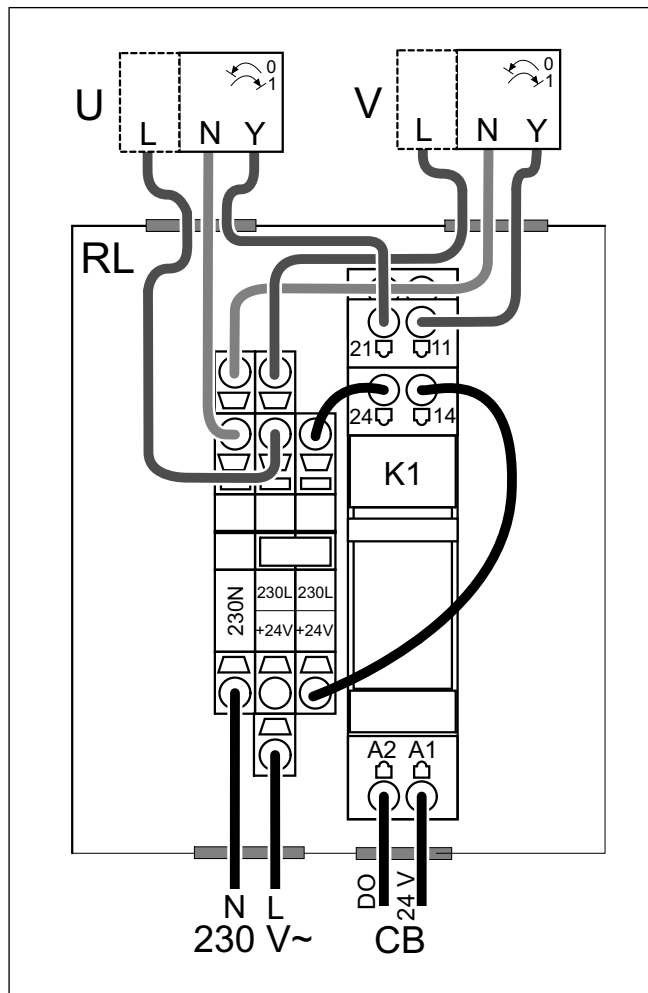 0
1
U
L N Y
0
1
V
L N Y
RL
21 11
24 14
K1
230N
230L 230L
+24V +24V
A2 A1
N L
230 V~
DO
24 V
CB